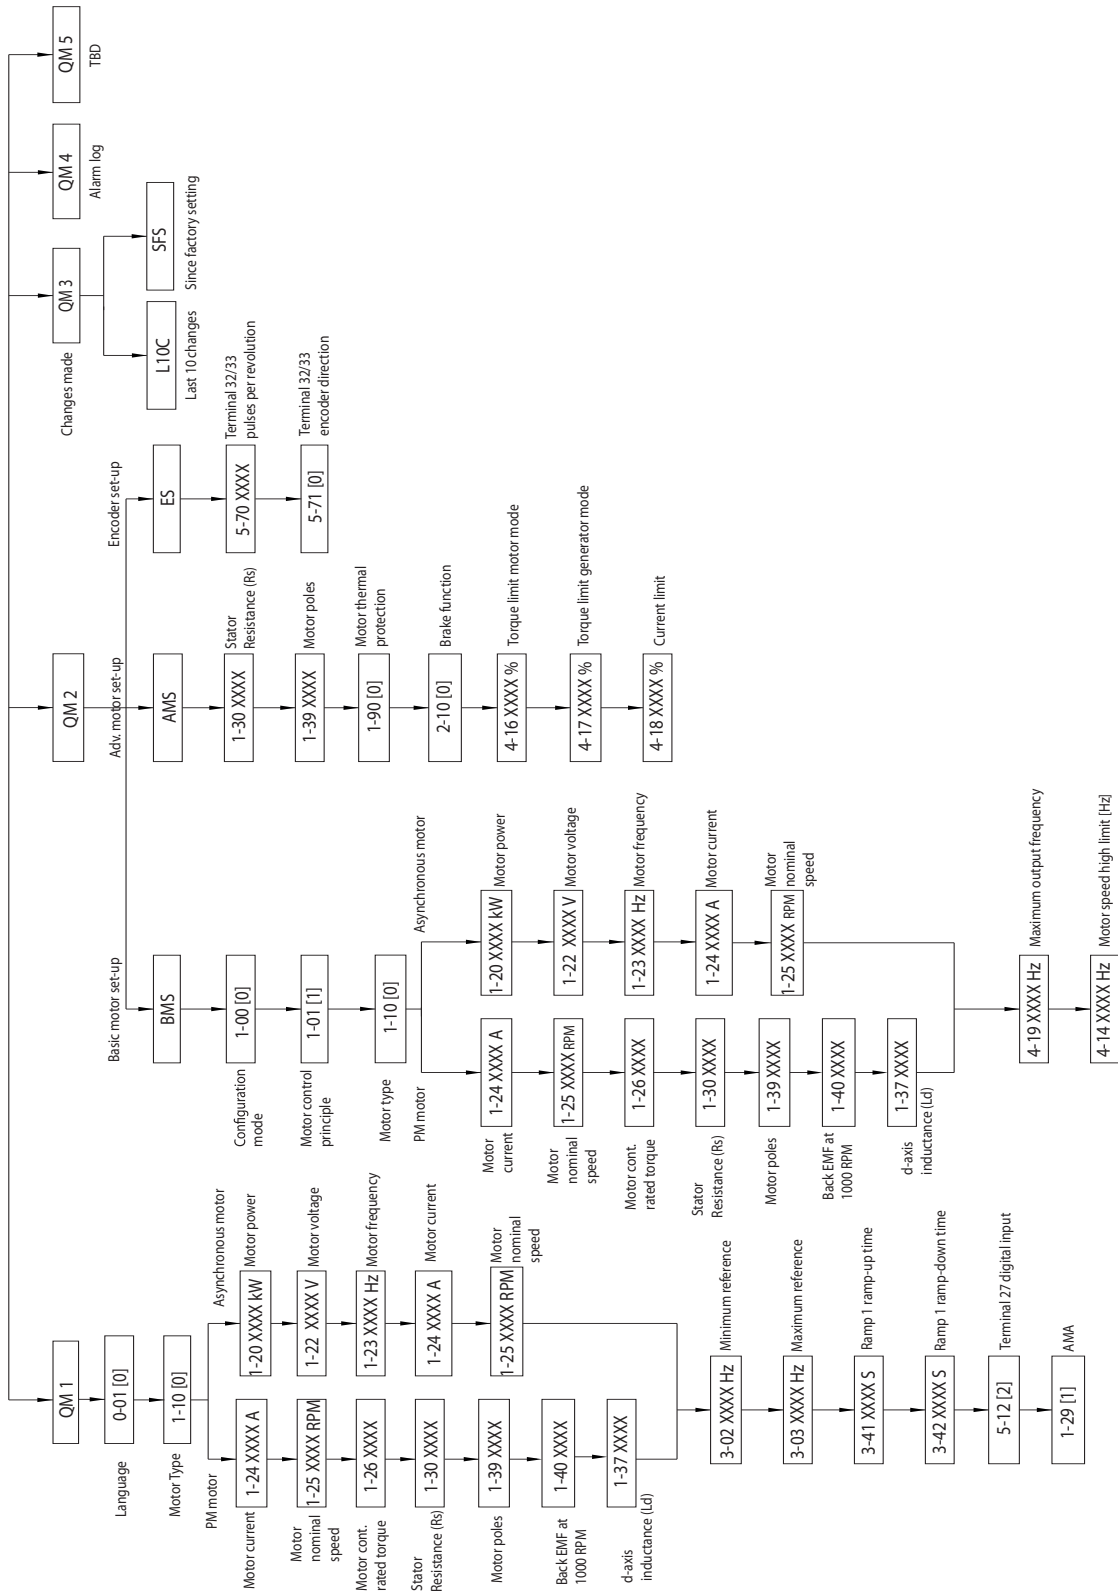 QM 1
Language
0-01 [0]
Motor Type
1-10 [0]
PM motor
Asynchronous motor
Motor current
1-24 XXXX A
Motor
nominal
speed
1-25 XXXX RPM
Motor cont.
rated torque
1-26 XXXX
Stator
Resistance (Rs)
1-30 XXXX
Motor poles
1-39 XXXX
Back EMF at
1000 RPM
1-40 XXXX
d-axis
inductance (Ld)
1-37 XXXX
1-20 XXXX kW
Motor power
1-22 XXXX V
Motor voltage
1-23 XXXX Hz
Motor frequency
1-24 XXXX A
Motor current
1-25 XXXX RPM
Motor
nominal
speed
3-02 XXXX Hz
Minimum reference
3-03 XXXX Hz
Maximum reference
3-41 XXXX S
Ramp 1 ramp-up time
3-42 XXXX S
Ramp 1 ramp-down time
5-12 [2]
Terminal 27 digital input
1-29 [1]
AMA
QM 2
Basic motor set-up
BMS
Configuration
mode
1-00 [0]
Motor control
principle
1-01 [1]
Motor type
1-10 [0]
PM motor
Asynchronous motor
Motor
current
1-24 XXXX A
Motor
nominal
speed
1-25 XXXX RPM
Motor cont.
rated torque
1-26 XXXX
Stator
Resistance (Rs)
1-30 XXXX
Motor poles
1-39 XXXX
Back EMF at
1000 RPM
1-40 XXXX
d-axis
inductance (Ld)
1-37 XXXX
1-20 XXXX kW
Motor power
1-22 XXXX V
Motor voltage
1-23 XXXX Hz
Motor frequency
1-24 XXXX A
Motor current
1-25 XXXX RPM
Motor
nominal
speed
4-19 XXXX Hz
Maximum output frequency
4-14 XXXX Hz
Motor speed high limit [Hz]
Adv. motor set-up
AMS
1-30 XXXX
Stator
Resistance (Rs)
1-39 XXXX
Motor poles
1-90 [0]
Motor thermal
protection
2-10 [0]
Brake function
4-16 XXXX %
Torque limit motor mode
4-17 XXXX %
Torque limit generator mode
4-18 XXXX %
Current limit
Encoder set-up
ES
5-70 XXXX
Terminal 32/33
pulses per revolution
5-71 [0]
Terminal 32/33
encoder direction
Changes made
QM 3
L10C
Last 10 changes
SFS
Since factory setting
QM 4
Alarm log
QM 5
TBD